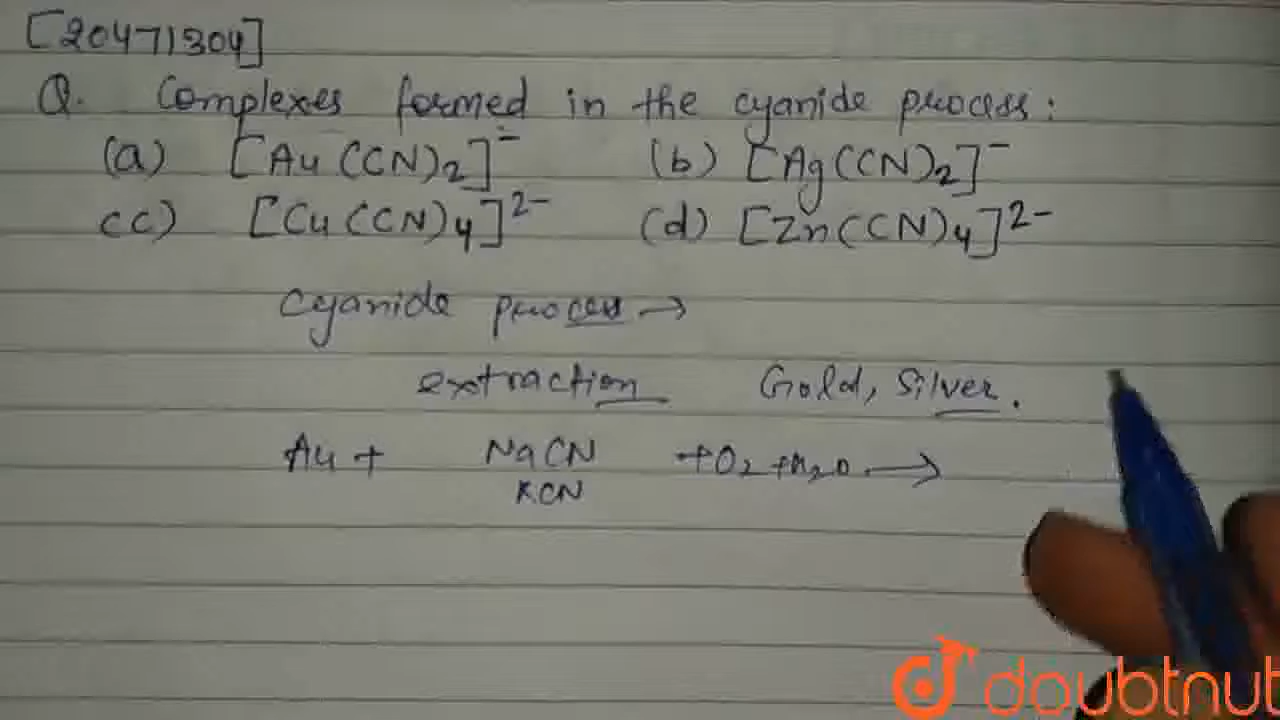 [20471304]
Q. Complexes formed in the cyanide process:
(a) [Au(CN)2]⁻ (b) [Ag(CN)2]⁻
(c) [Cu(CN)4]²⁻ (d) [Zn(CN)4]²⁻
Cyanide process →
extraction Gold, Silver.
Au + NaCN +O2 +H2O →
KCN
doubtnut